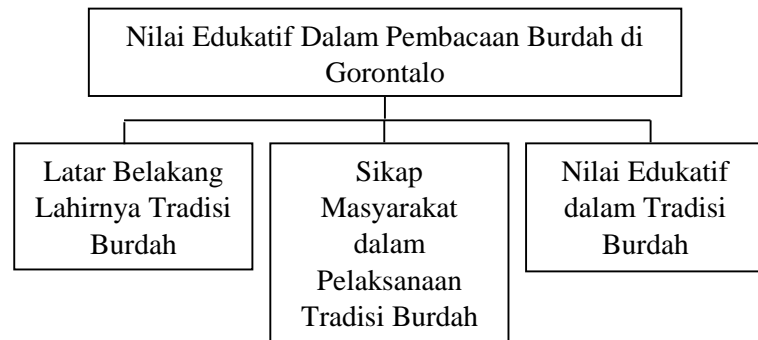 Nilai Edukatif Dalam Pembacaan Burdah di
Gorontalo
Latar Belakang
Lahirnya Tradisi
Burdah
Sikap
Masyarakat
dalam
Pelaksanaan
Tradisi Burdah
Nilai Edukatif
dalam Tradisi
Burdah